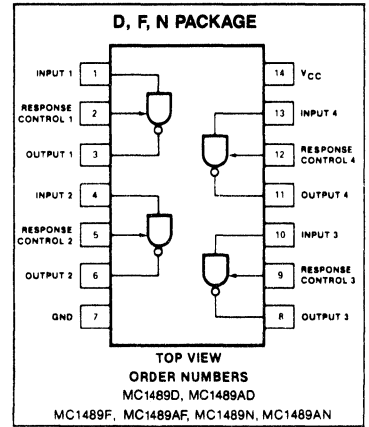 D, F, N PACKAGE
INPUT 1 1 14 VCC
RESPONSE CONTROL 1 2 13 INPUT 4
OUTPUT 1 3 12 RESPONSE CONTROL 4
INPUT 2 4 11 OUTPUT 4
RESPONSE CONTROL 2 5 10 INPUT 3
OUTPUT 2 6 9 RESPONSE CONTROL 3
GND 7 8 OUTPUT 3
TOP VIEW
ORDER NUMBERS
MC1489D, MC1489AD
MC1489F, MC1489AF, MC1489N, MC1489AN